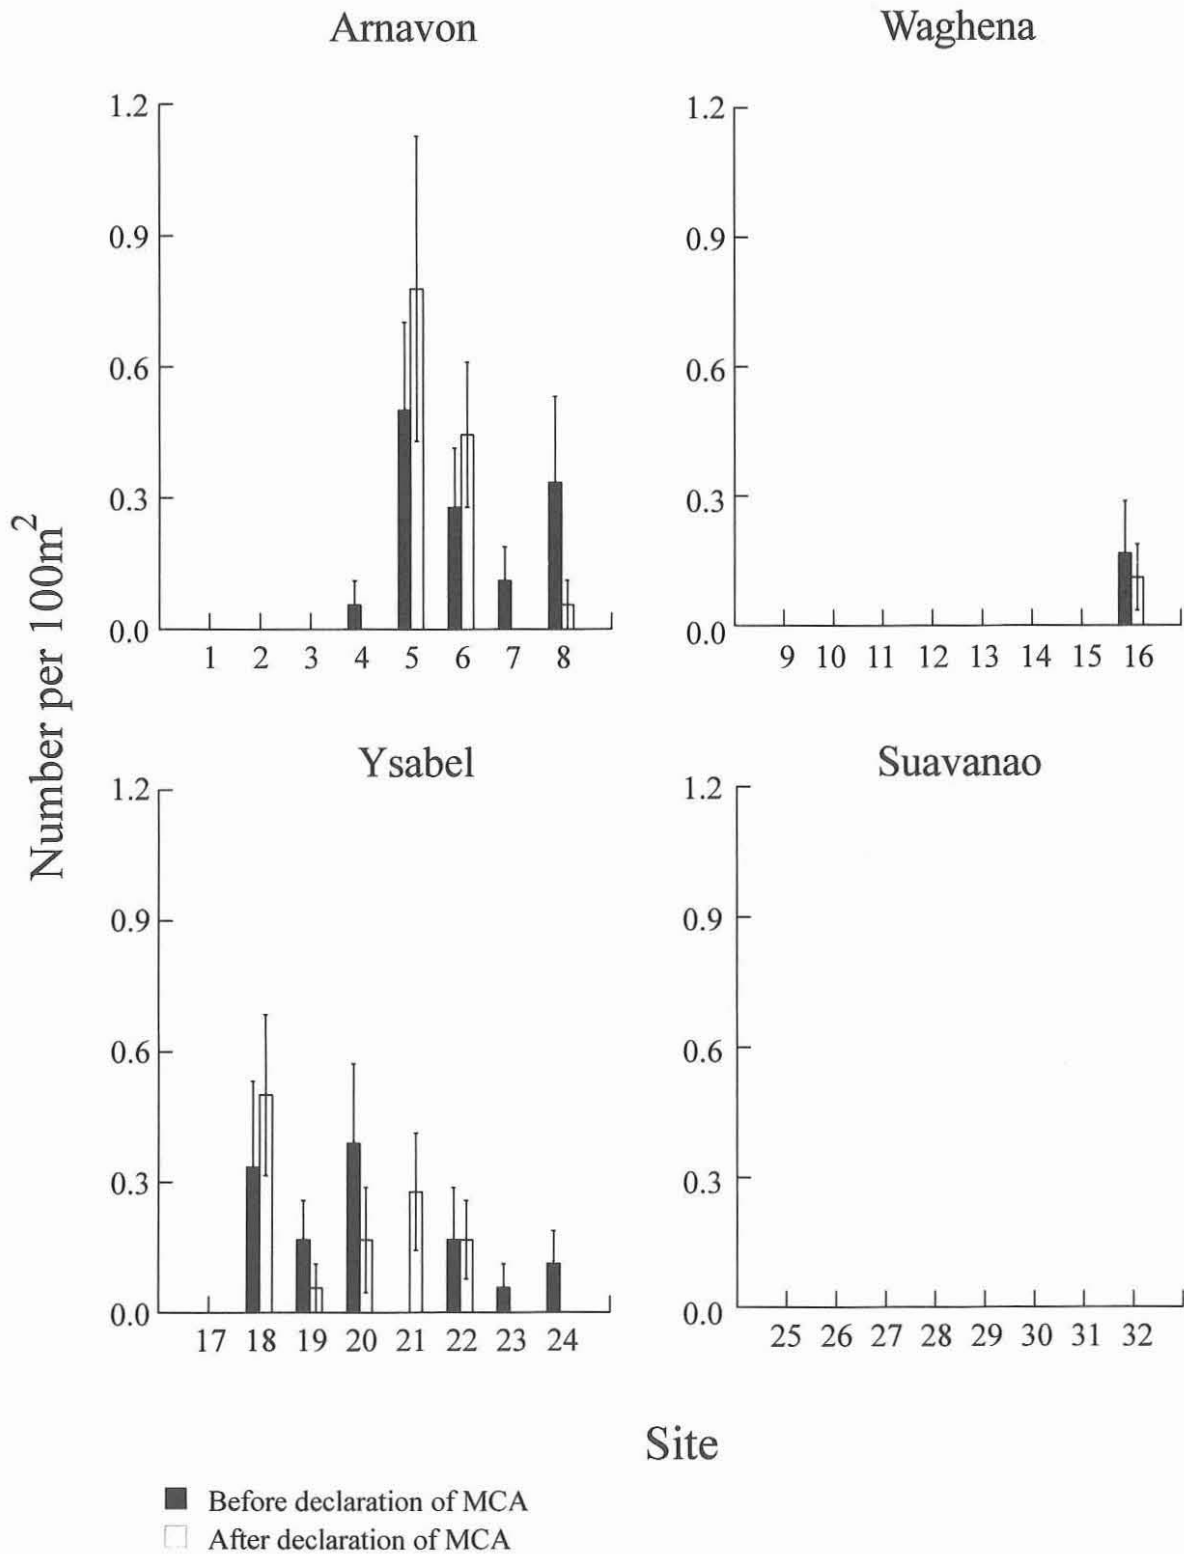 Arnavon
Waghena
1.2
0.9
0.6
0.3
0.0
1 2 3 4 5 6 7 8
1.2
0.9
0.6
0.3
0.0
9 10 11 12 13 14 15 16
Number per 100m²
Ysabel
Suavanao
1.2
0.9
0.6
0.3
0.0
17 18 19 20 21 22 23 24
1.2
0.9
0.6
0.3
0.0
25 26 27 28 29 30 31 32
Site
Before declaration of MCA
After declaration of MCA